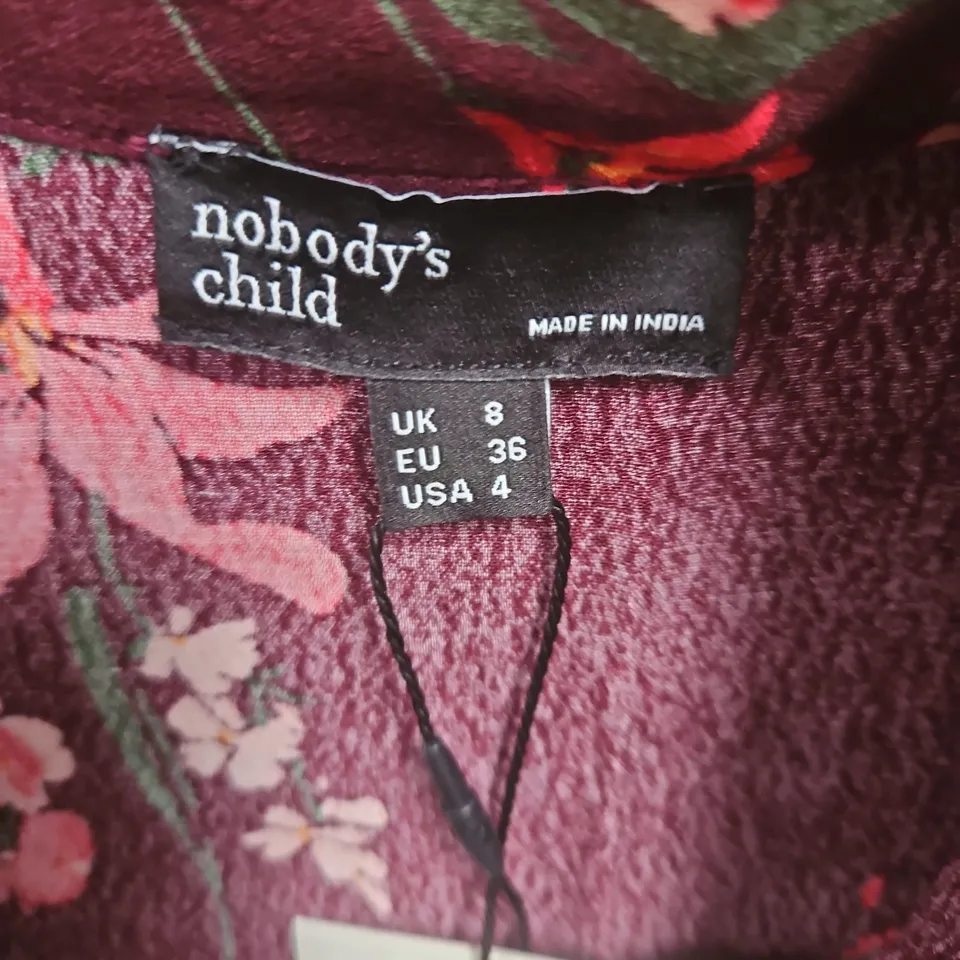 nobody's
child
MADE IN INDIA
UK 8
EU 36
USA 4